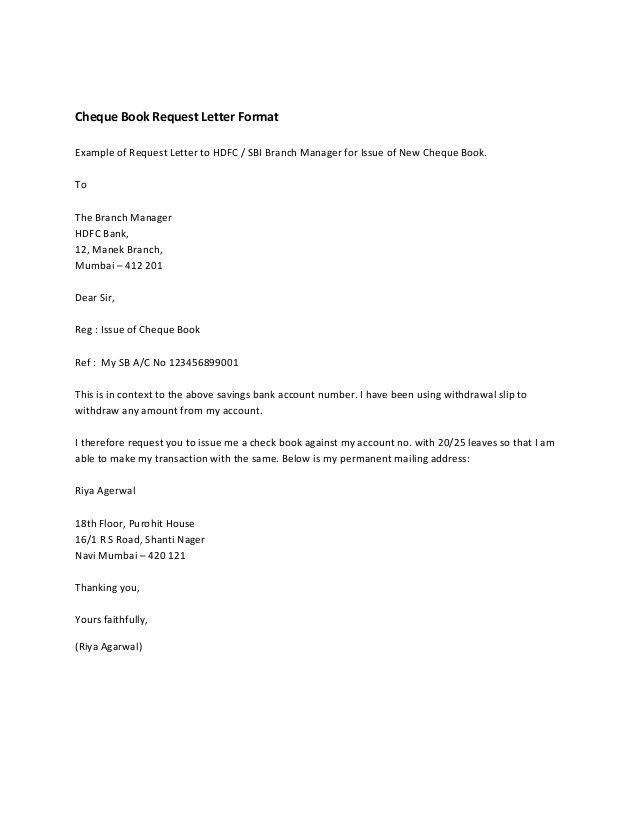 Cheque Book Request Letter Format
Example of Request Letter to HDFC / SBI Branch Manager for Issue of New Cheque Book.
To
The Branch Manager
HDFC Bank,
12, Manek Branch,
Mumbai – 412 201
Dear Sir,
Reg : Issue of Cheque Book
Ref :  My SB A/C No 123456899001
This is in context to the above savings bank account number. I have been using withdrawal slip to
withdraw any amount from my account.
I therefore request you to issue me a check book against my account no. with 20/25 leaves so that I am
able to make my transaction with the same. Below is my permanent mailing address:
Riya Agerwal
18th Floor, Purohit House
16/1 R S Road, Shanti Nager
Navi Mumbai – 420 121
Thanking you,
Yours faithfully,
(Riya Agarwal)